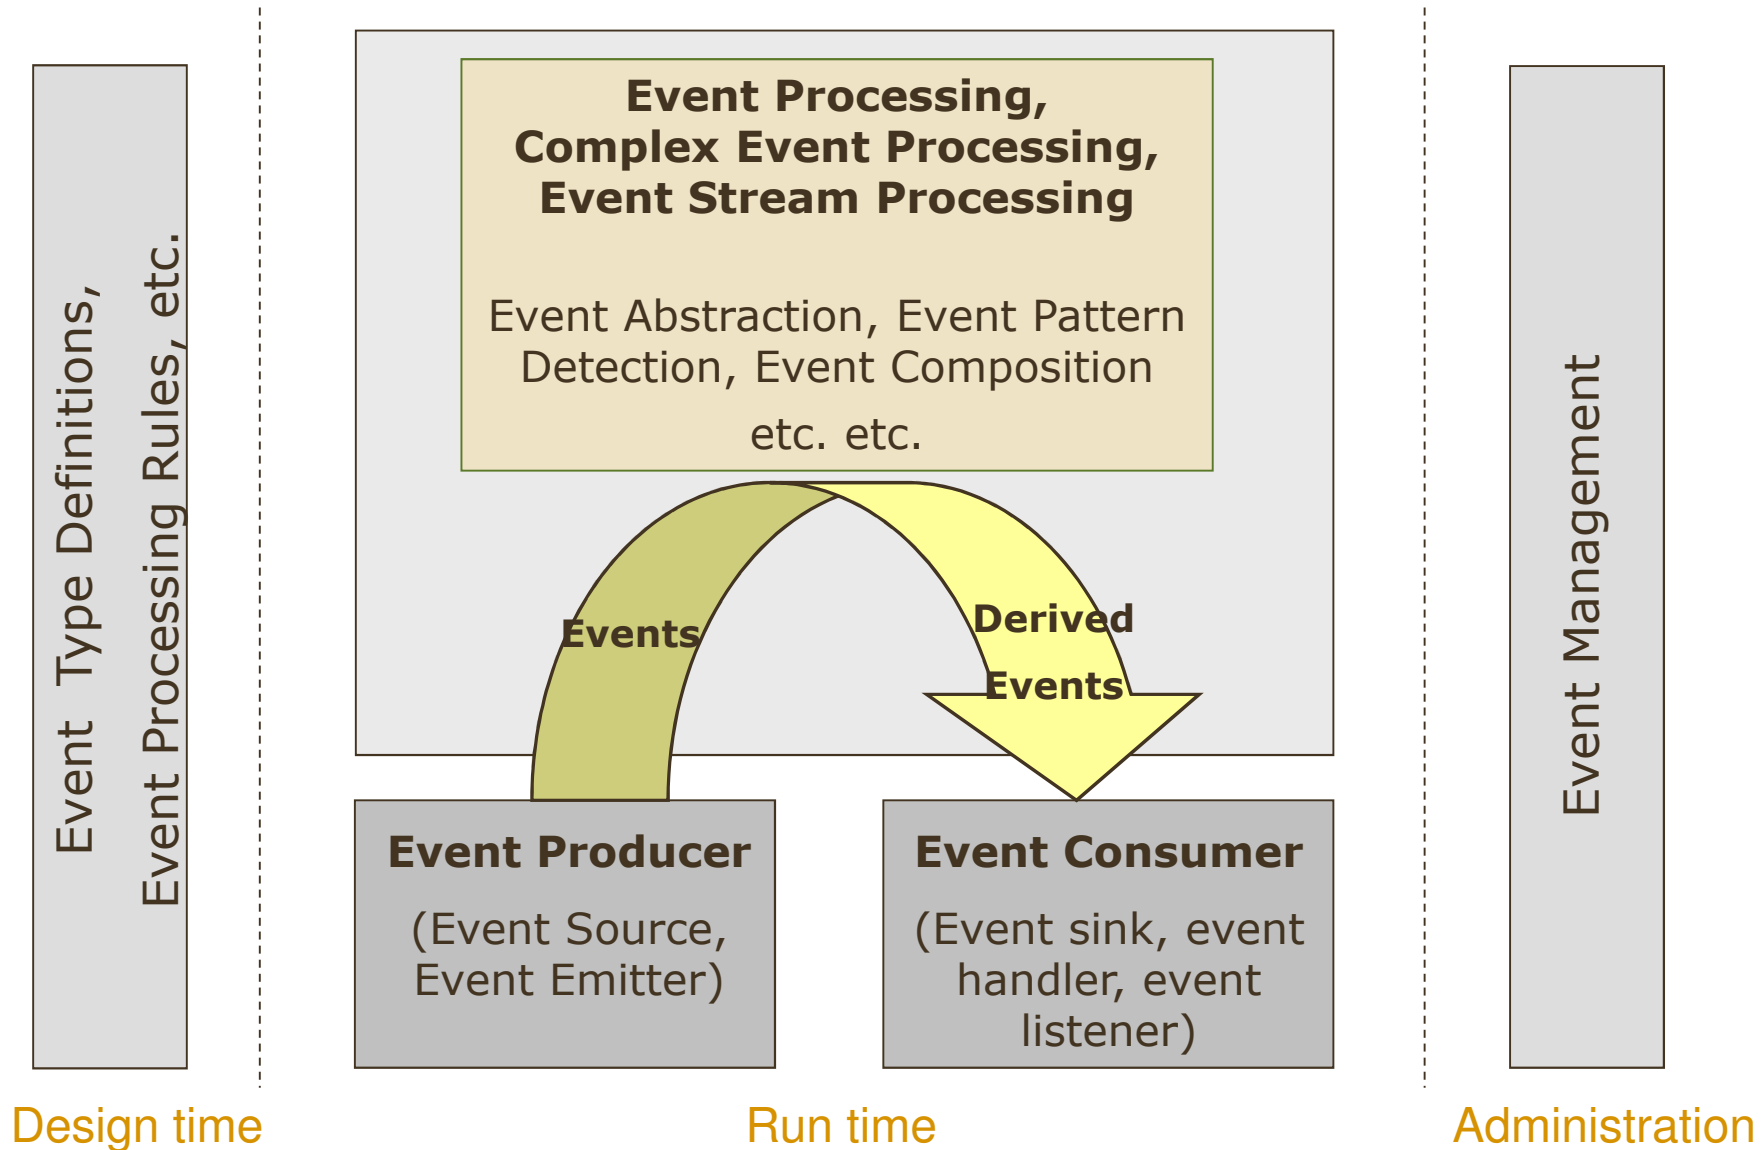 Event Type Definitions,
Event Processing Rules, etc.
Event Processing,
Complex Event Processing,
Event Stream Processing
Event Abstraction, Event Pattern
Detection, Event Composition
etc. etc.
Events
Derived
Events
Event Producer
(Event Source,
Event Emitter)
Event Consumer
(Event sink, event
handler, event
listener)
Event Management
Design time
Run time
Administration